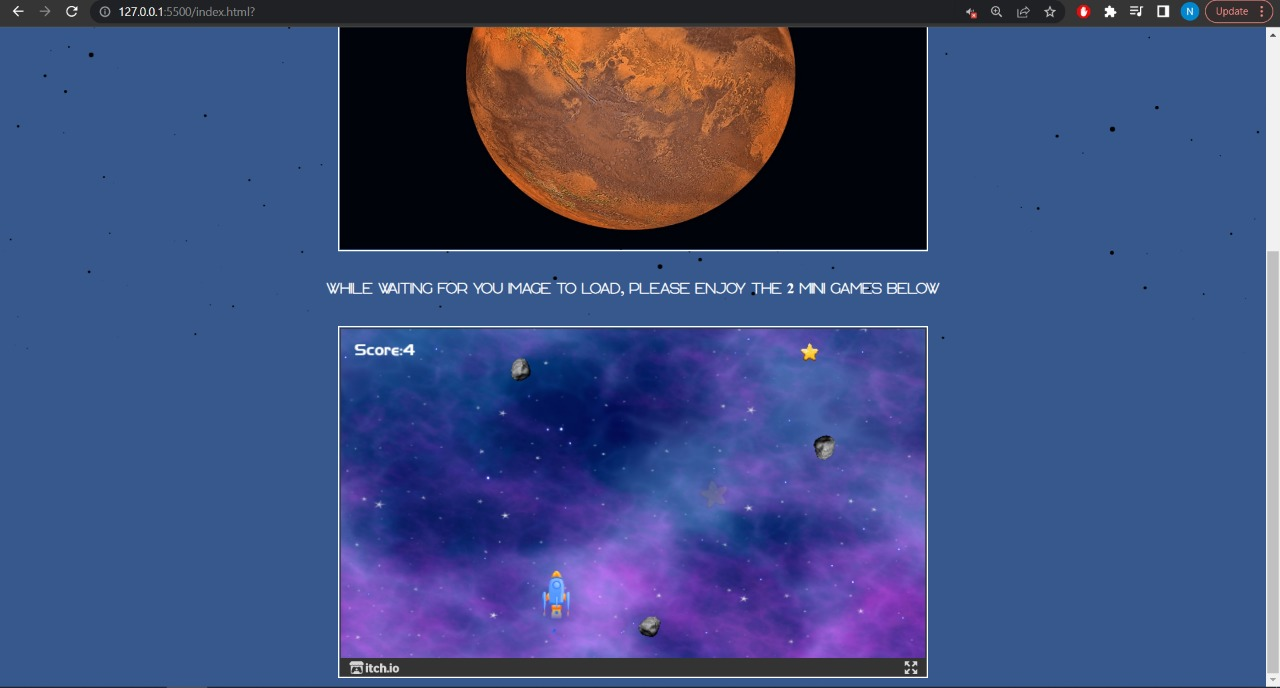 127.0.0.1:5500/index.html?
N
Update
WHILE WAITING FOR YOU IMAGE TO LOAD, PLEASE ENJOY THE 2 MINI GAMES BELOW
Score:4
itch.io